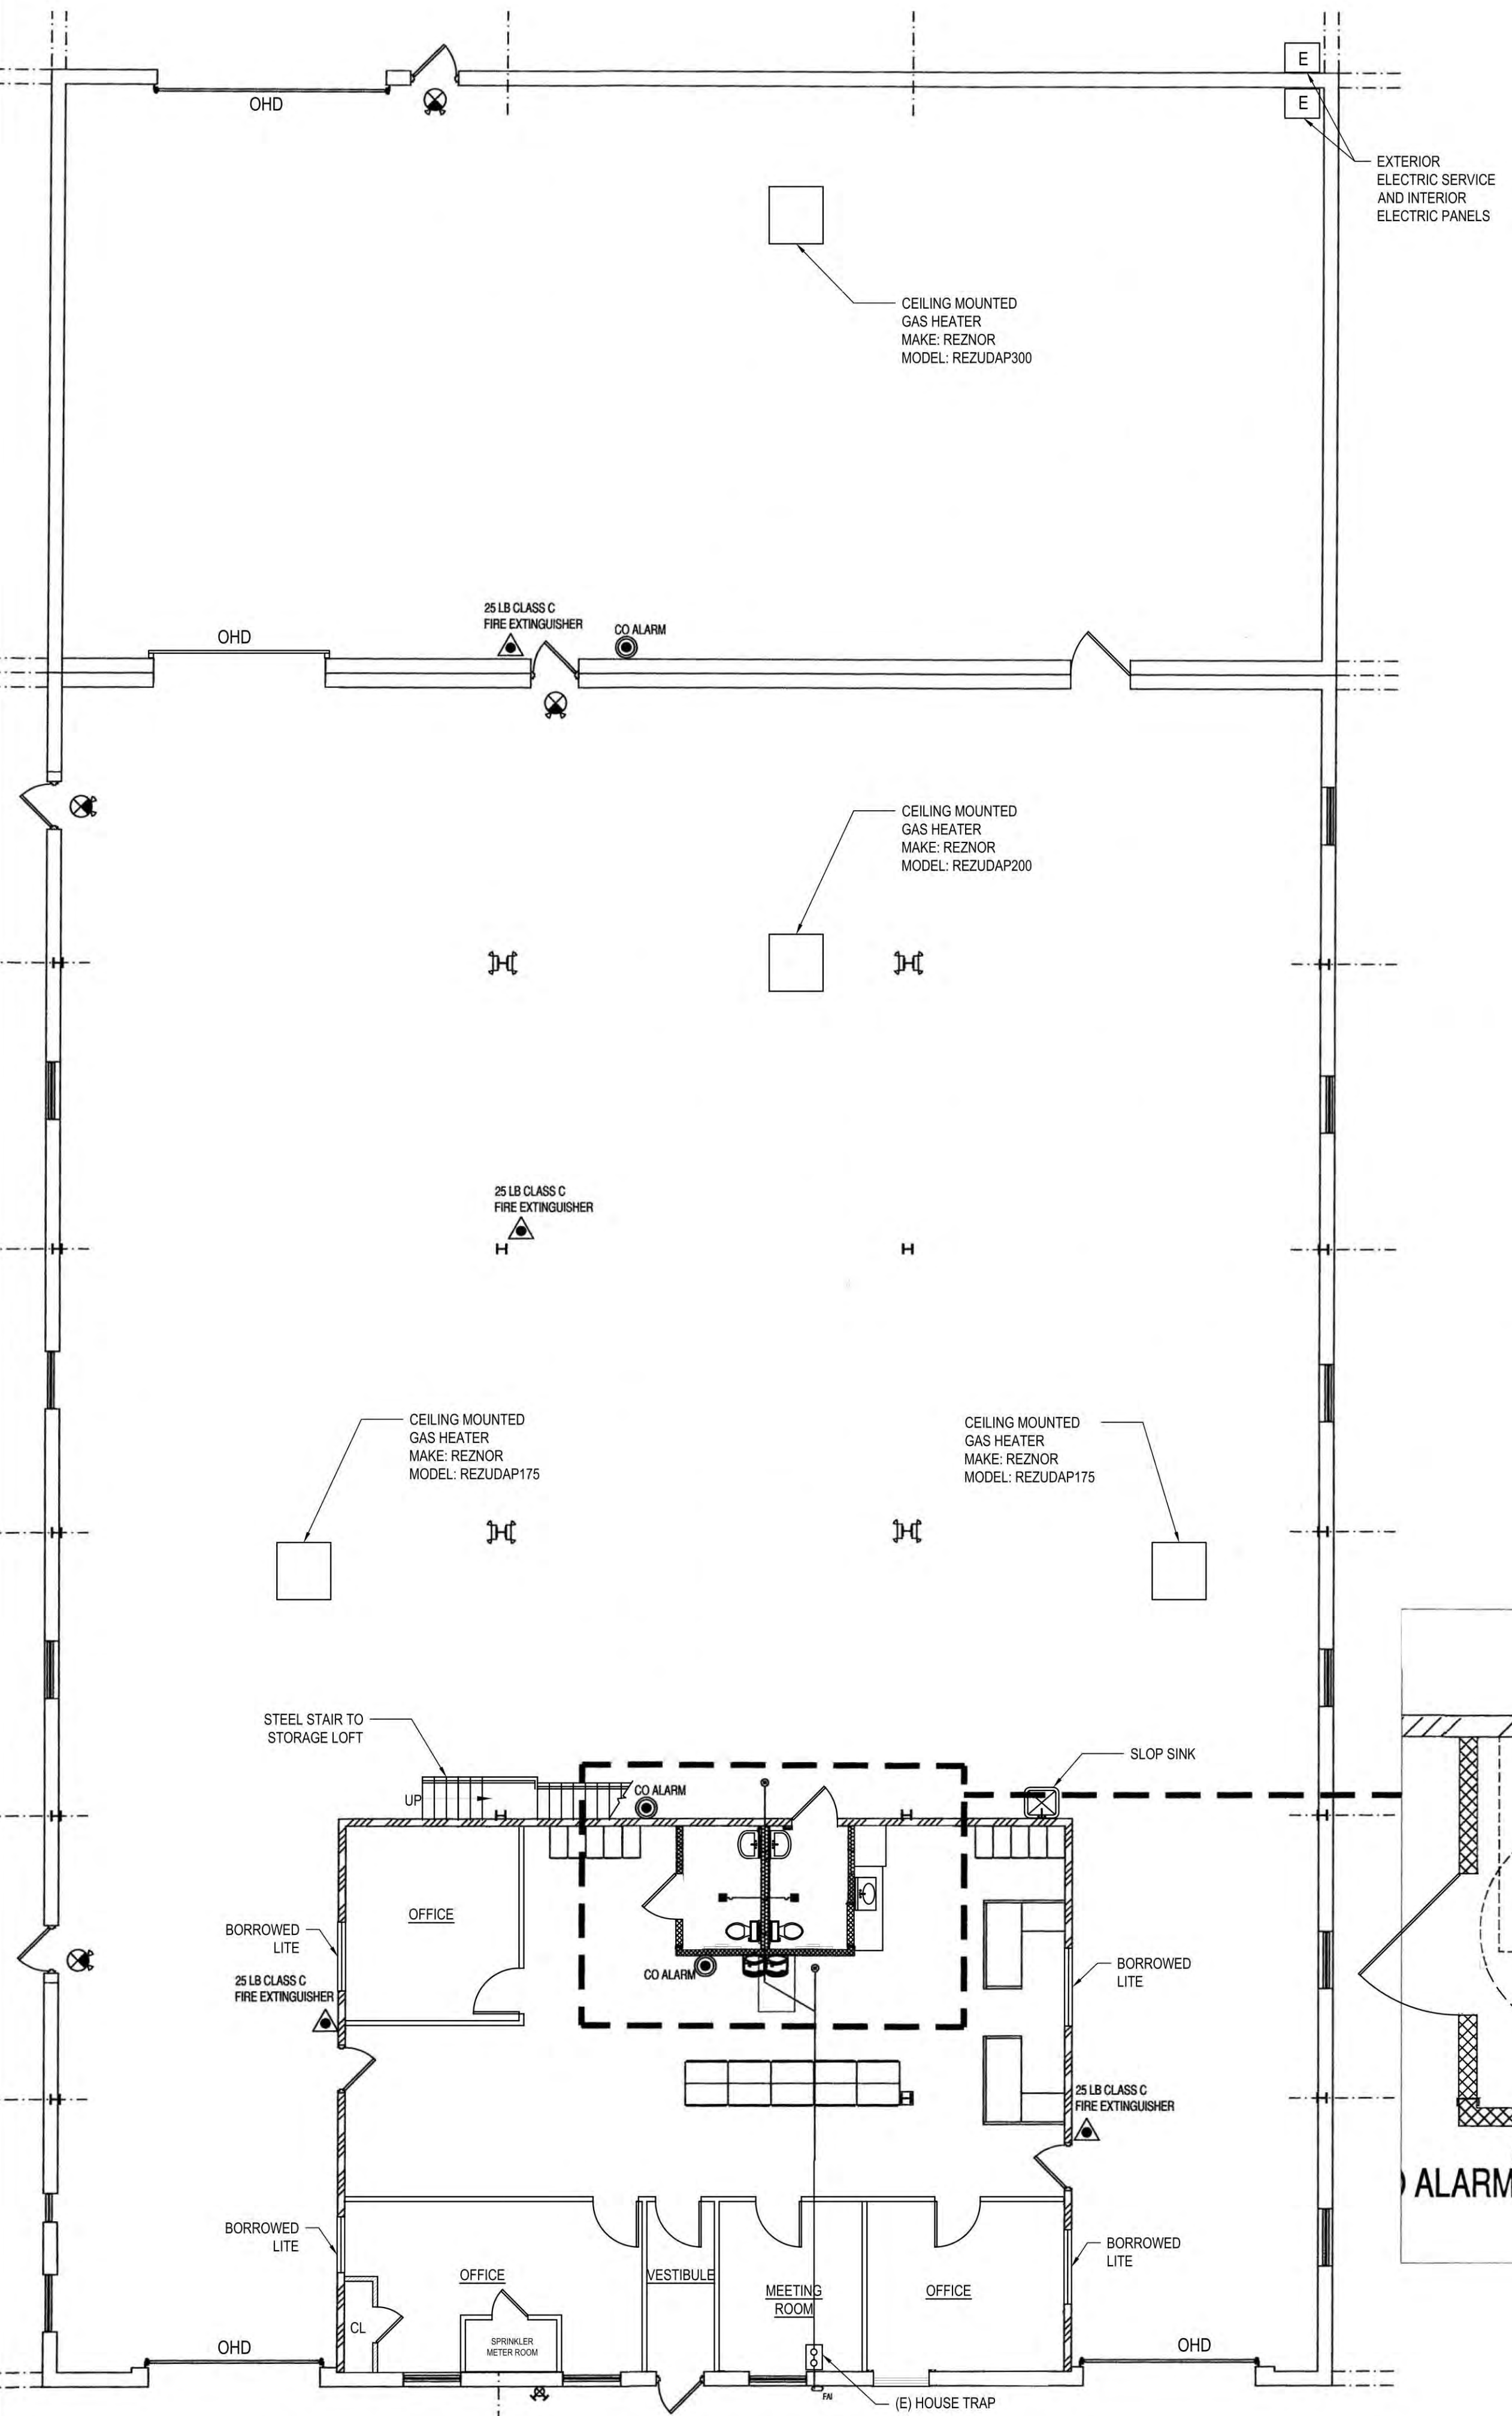 E
OHD
E
EXTERIOR
ELECTRIC SERVICE
AND INTERIOR
ELECTRIC PANELS
CEILING MOUNTED
GAS HEATER
MAKE: REZNOR
MODEL: REZUDAP300
25 LB CLASS C
FIRE EXTINGUISHER
CO ALARM
OHD
CEILING MOUNTED
GAS HEATER
MAKE: REZNOR
MODEL: REZUDAP200
25 LB CLASS C
FIRE EXTINGUISHER
CEILING MOUNTED
GAS HEATER
MAKE: REZNOR
MODEL: REZUDAP175
CEILING MOUNTED
GAS HEATER
MAKE: REZNOR
MODEL: REZUDAP175
STEEL STAIR TO
STORAGE LOFT
SLOP SINK
UP
CO ALARM
OFFICE
BORROWED
LITE
CO ALARM
BORROWED
LITE
25 LB CLASS C
FIRE EXTINGUISHER
25 LB CLASS C
FIRE EXTINGUISHER
ALARM
BORROWED
LITE
BORROWED
LITE
OFFICE
VESTIBULE
MEETING
ROOM
OFFICE
CL
SPRINKLER
METER ROOM
OHD
OHD
FAI
(E) HOUSE TRAP